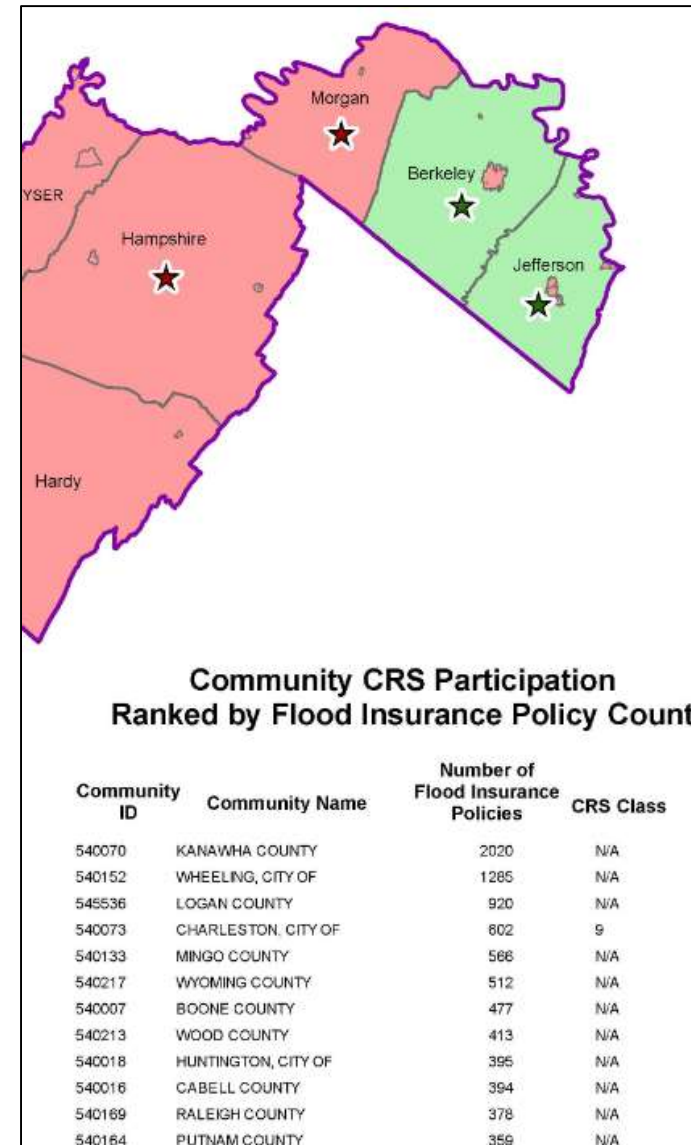 Morgan
Berkeley
YSER
Hampshire
Jefferson
Hardy
Community CRS Participation
Ranked by Flood Insurance Policy Count
Community ID Community Name Number of Flood Insurance Policies CRS Class
540070 KANAWHA COUNTY 2020 N/A
540152 WHEELING, CITY OF 1285 N/A
545536 LOGAN COUNTY 920 N/A
540073 CHARLESTON, CITY OF 602 9
540133 MINGO COUNTY 566 N/A
540217 WYOMING COUNTY 512 N/A
540007 BOONE COUNTY 477 N/A
540213 WOOD COUNTY 413 N/A
540018 HUNTINGTON, CITY OF 395 N/A
540016 CABELL COUNTY 394 N/A
540169 RALEIGH COUNTY 378 N/A
540164 PUTNAM COUNTY 359 N/A